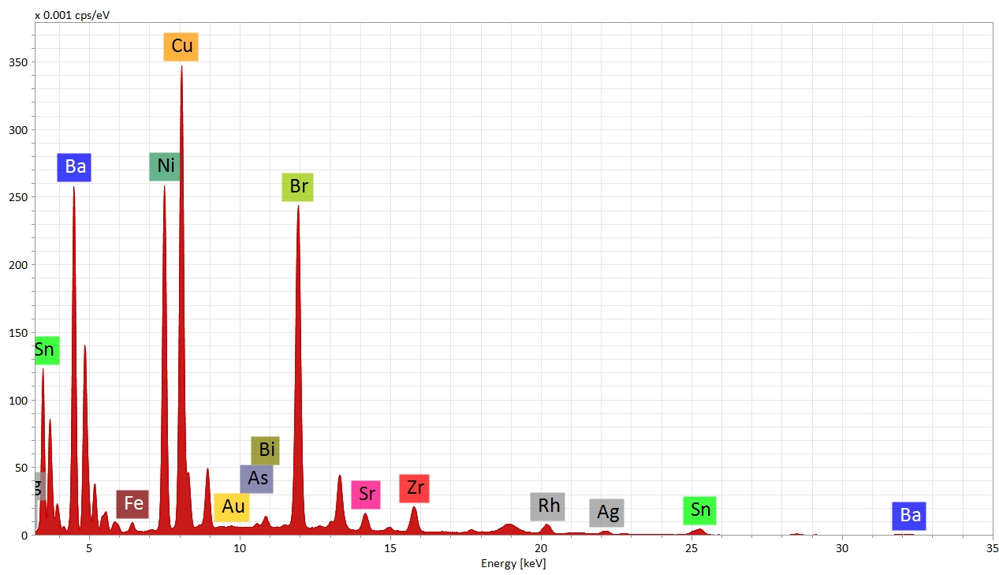 x 0.001 cps/eV
Cu
350
300
Ba
Ni
250
Br
200
150
Sn
100
Bi
50
As
g
Fe
Au
Sr
Zr
Rh
Ag
Sn
Ba
0
5 10 15 20 25 30 35
Energy [keV]